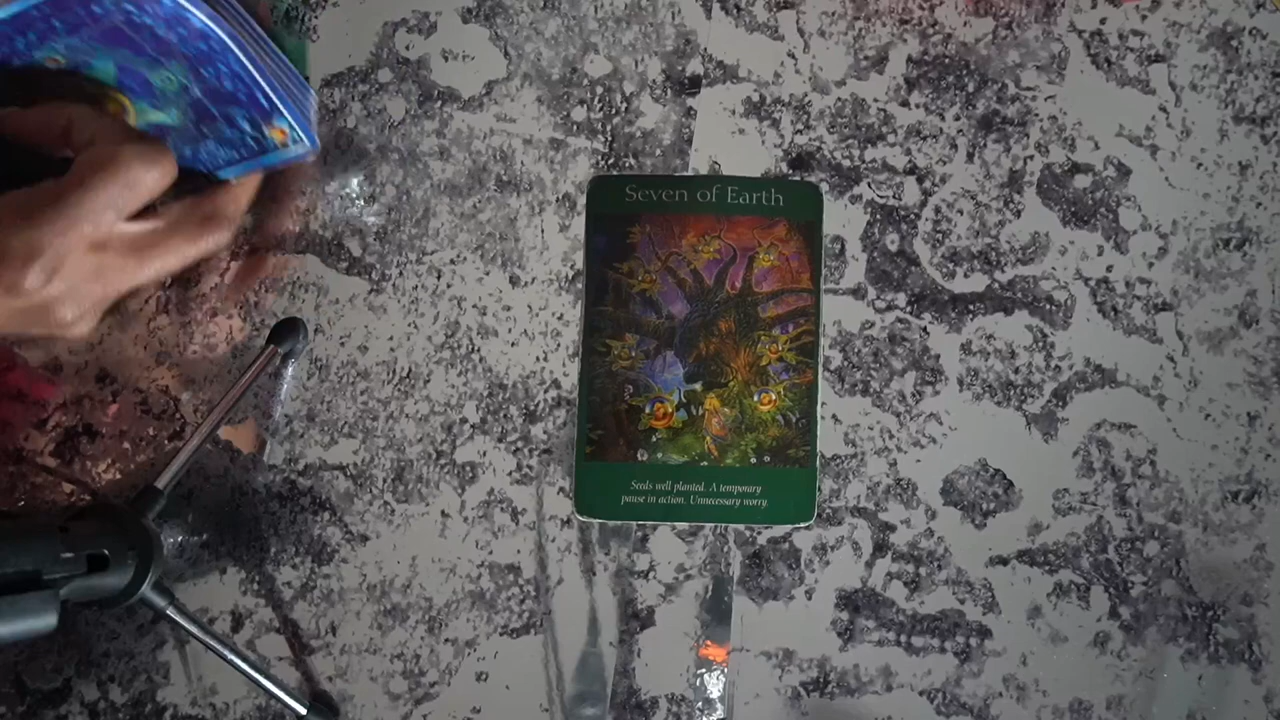 Seven of Earth
Seeds well planted. A temporary
pause in action. Unnecessary worry.